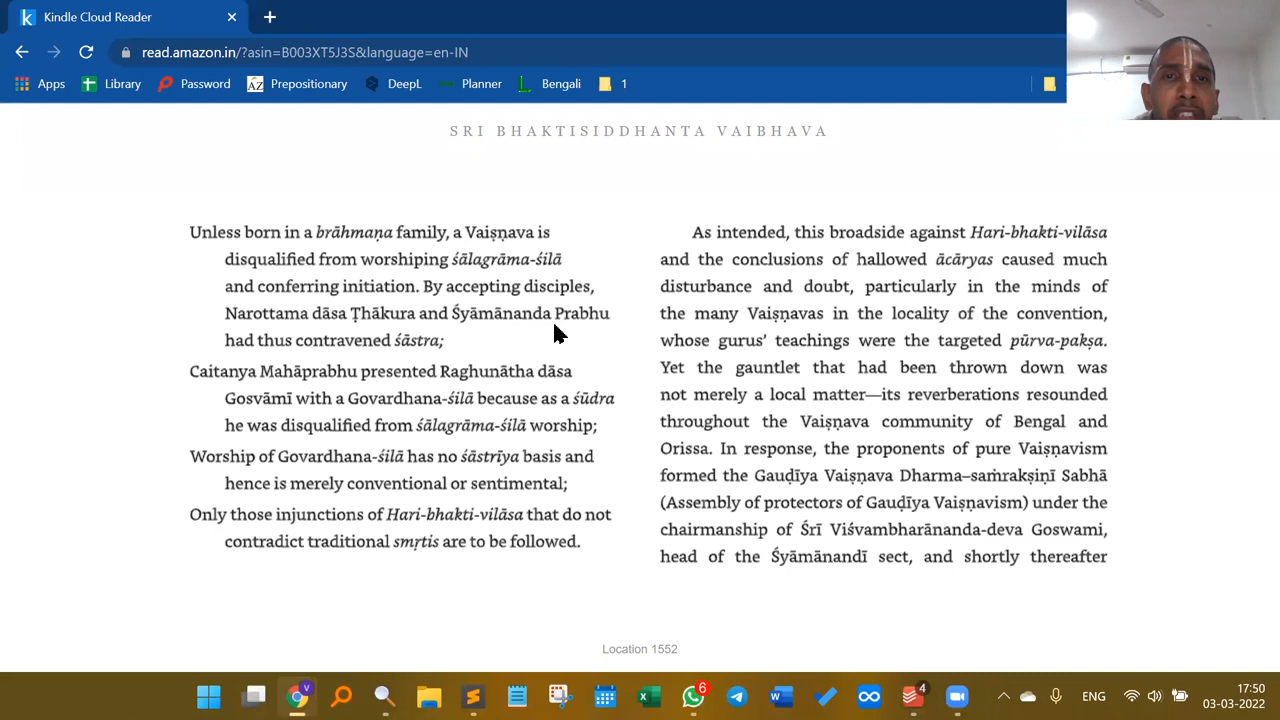 Kindle Cloud Reader
read.amazon.in/?asin=B003XT5J3S&language=en-IN
Apps Library Password Prepositionary DeepL Planner Bengali 1
SRI BHAKTISIDDHANTA VAIBHAVA
Unless born in a brāhmaṇa family, a Vaiṣṇava is
disqualified from worshiping śālagrāma-śilā
and conferring initiation. By accepting disciples,
Narottama dāsa Ṭhākura and Śyāmānanda Prabhu
had thus contravened śāstra;
Caitanya Mahāprabhu presented Raghunātha dāsa
Gosvāmī with a Govardhana-śilā because as a śūdra
he was disqualified from śālagrāma-śilā worship;
Worship of Govardhana-śilā has no śāstrīya basis and
hence is merely conventional or sentimental;
Only those injunctions of Hari-bhakti-vilāsa that do not
contradict traditional smṛtis are to be followed.
As intended, this broadside against Hari-bhakti-vilāsa
and the conclusions of hallowed ācāryas caused much
disturbance and doubt, particularly in the minds of
the many Vaiṣṇavas in the locality of the convention,
whose gurus’ teachings were the targeted pūrva-pakṣa.
Yet the gauntlet that had been thrown down was
not merely a local matter—its reverberations resounded
throughout the Vaiṣṇava community of Bengal and
Orissa. In response, the proponents of pure Vaiṣṇavism
formed the Gauḍīya Vaiṣṇava Dharma–saṁrakṣiṇī Sabhā
(Assembly of protectors of Gauḍīya Vaiṣṇavism) under the
chairmanship of Śrī Viśvambharānanda-deva Goswami,
head of the Śyāmānandī sect, and shortly thereafter
Location 1552
6 4 ENG 17:50
03-03-2022